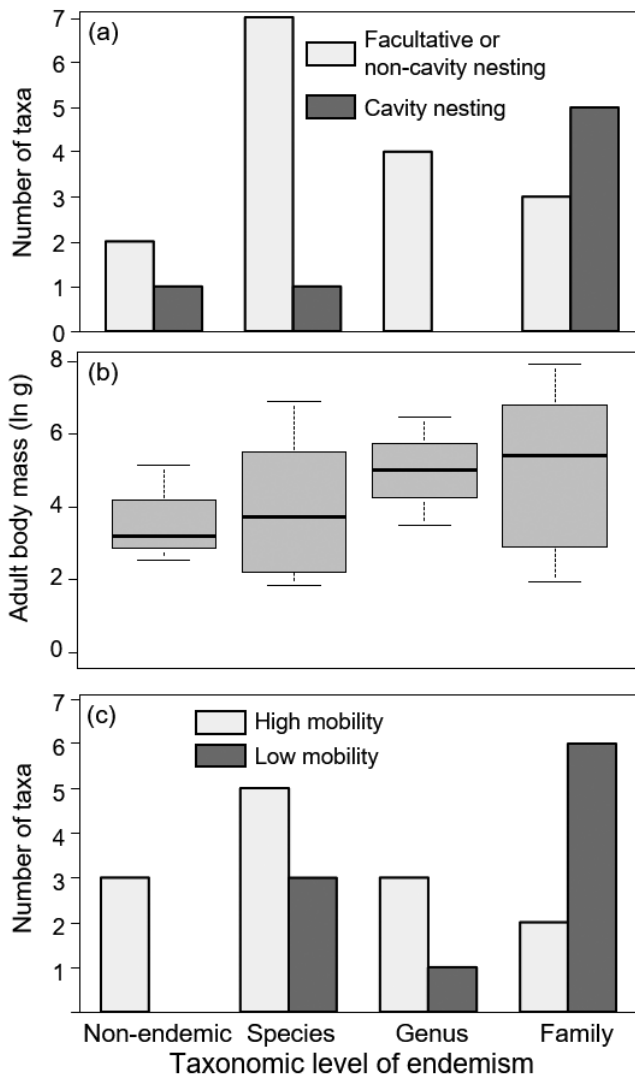 (a)
Facultative or
non-cavity nesting
Cavity nesting
Number of taxa
7
6
5
4
3
2
1
0
(b)
Adult body mass (ln g)
8
6
4
2
0
(c)
High mobility
Low mobility
Number of taxa
7
6
5
4
3
2
1
Non-endemic Species Genus Family
Taxonomic level of endemism